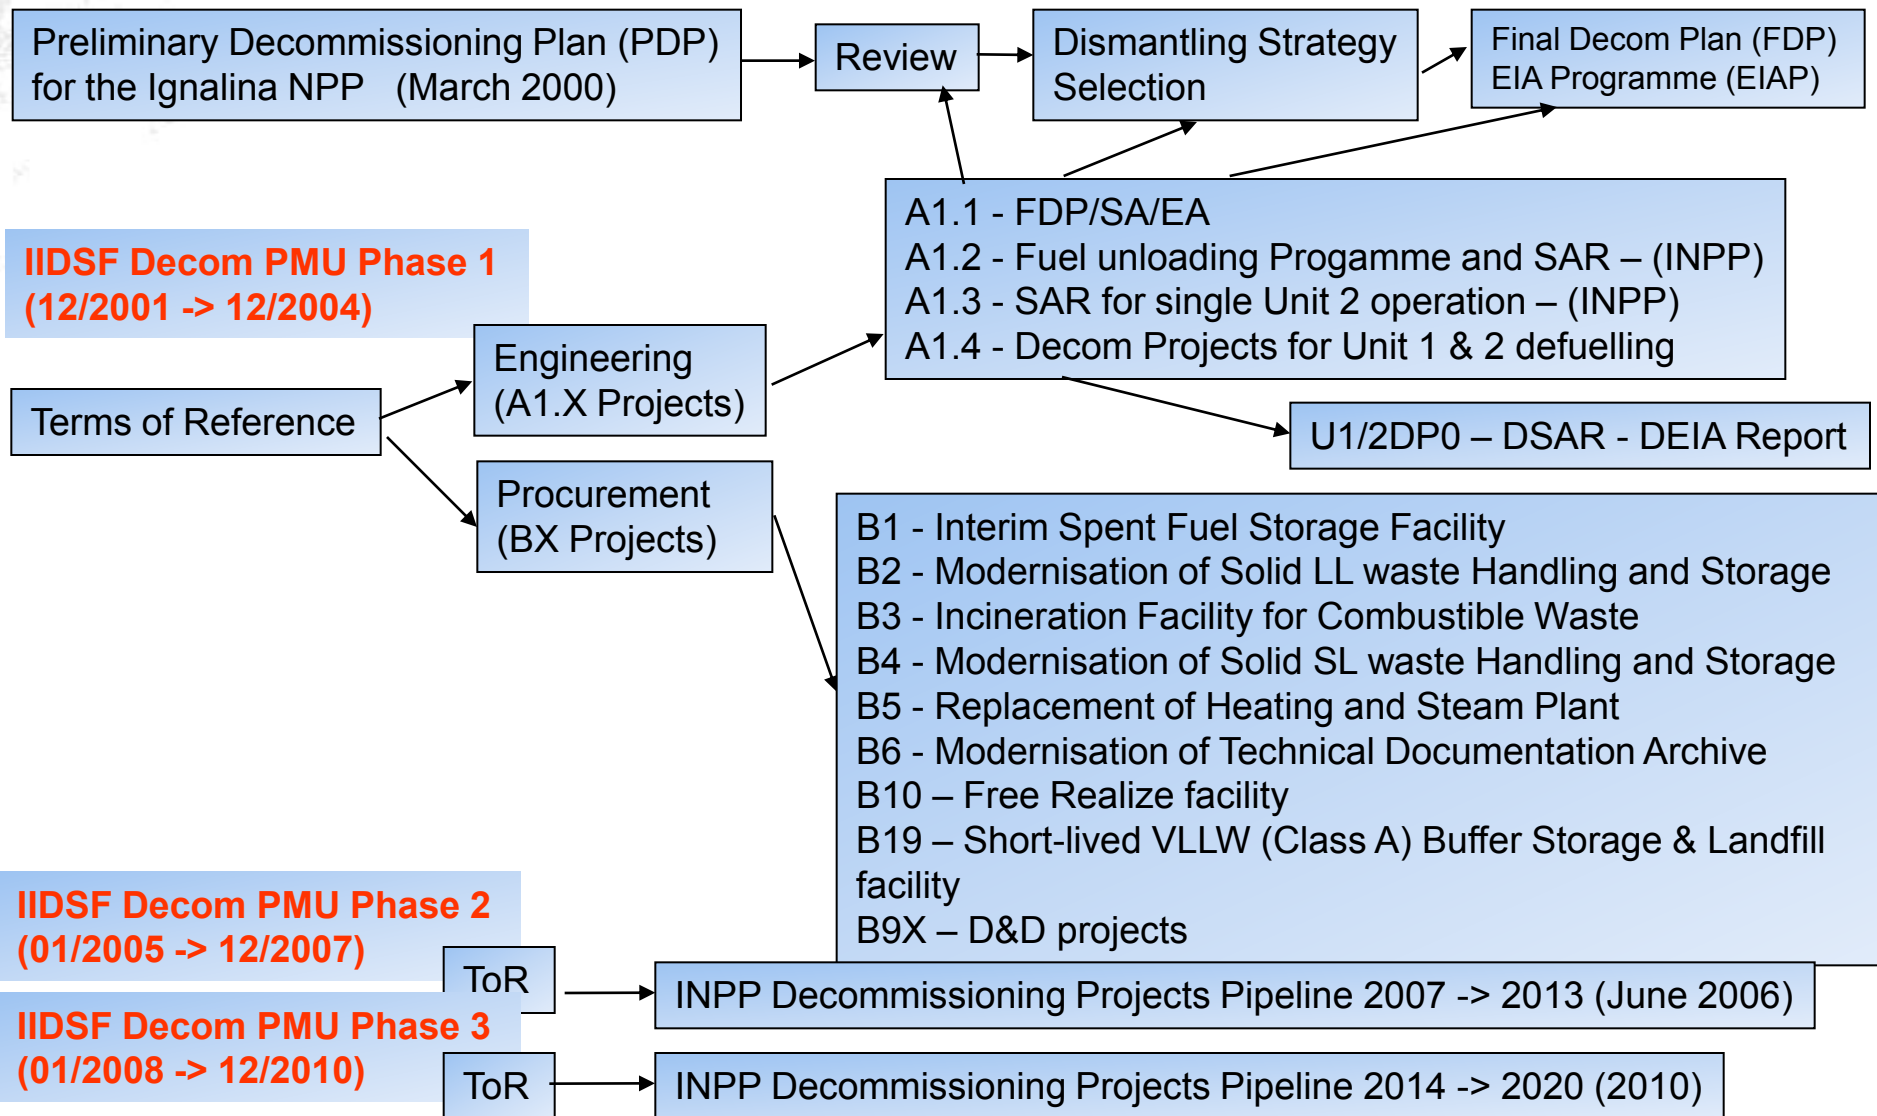 Preliminary Decommissioning Plan (PDP)
for the Ignalina NPP (March 2000)
Review
Dismantling Strategy
Selection
Final Decom Plan (FDP)
EIA Programme (EIAP)
A1.1 - FDP/SA/EA
A1.2 - Fuel unloading Progamme and SAR – (INPP)
A1.3 - SAR for single Unit 2 operation – (INPP)
A1.4 - Decom Projects for Unit 1 & 2 defuelling
IIDSF Decom PMU Phase 1
(12/2001 -> 12/2004)
Engineering
(A1.X Projects)
Terms of Reference
U1/2DP0 – DSAR - DEIA Report
Procurement
(BX Projects)
B1 - Interim Spent Fuel Storage Facility
B2 - Modernisation of Solid LL waste Handling and Storage
B3 - Incineration Facility for Combustible Waste
B4 - Modernisation of Solid SL waste Handling and Storage
B5 - Replacement of Heating and Steam Plant
B6 - Modernisation of Technical Documentation Archive
B10 – Free Realize facility
B19 – Short-lived VLLW (Class A) Buffer Storage & Landfill
facility
B9X – D&D projects
IIDSF Decom PMU Phase 2
(01/2005 -> 12/2007)
ToR
INPP Decommissioning Projects Pipeline 2007 -> 2013 (June 2006)
IIDSF Decom PMU Phase 3
(01/2008 -> 12/2010)
ToR
INPP Decommissioning Projects Pipeline 2014 -> 2020 (2010)